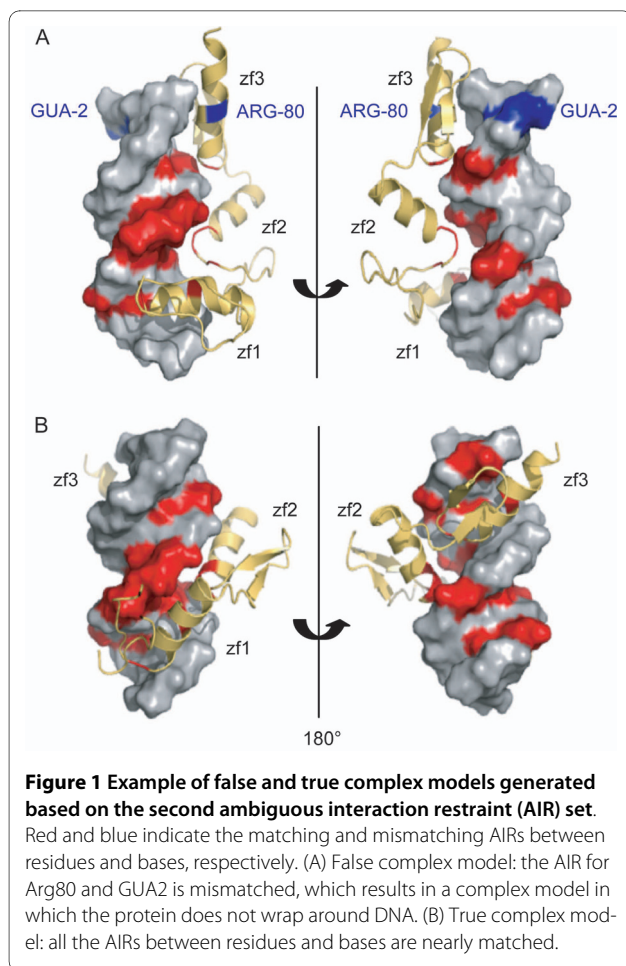 A
zf3
GUA-2
ARG-80
zf2
zf1
zf3
ARG-80
GUA-2
zf2
zf1
B
zf3
zf2
zf1
zf2
zf3
180°
Figure 1 Example of false and true complex models generated
based on the second ambiguous interaction restraint (AIR) set.
Red and blue indicate the matching and mismatching AIRs between
residues and bases, respectively. (A) False complex model: the AIR for
Arg80 and GUA2 is mismatched, which results in a complex model in
which the protein does not wrap around DNA. (B) True complex mod-
el: all the AIRs between residues and bases are nearly matched.